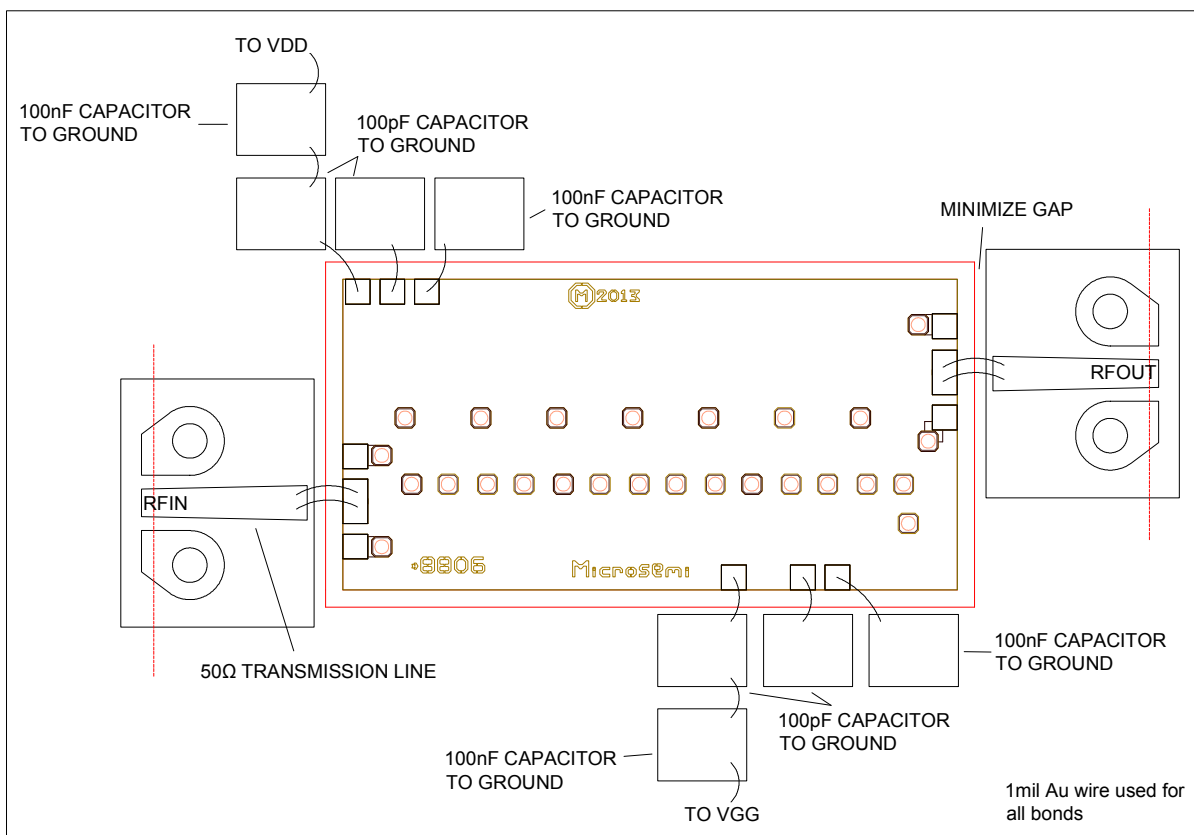 TO VDD
100nF CAPACITOR
TO GROUND
100pF CAPACITOR
TO GROUND
100nF CAPACITOR
TO GROUND
MINIMIZE GAP
M 2013
RFOUT
RFIN
8806
Microsemi
50Ω TRANSMISSION LINE
100nF CAPACITOR
TO GROUND
100pF CAPACITOR
TO GROUND
100nF CAPACITOR
TO GROUND
TO VGG
1mil Au wire used for
all bonds